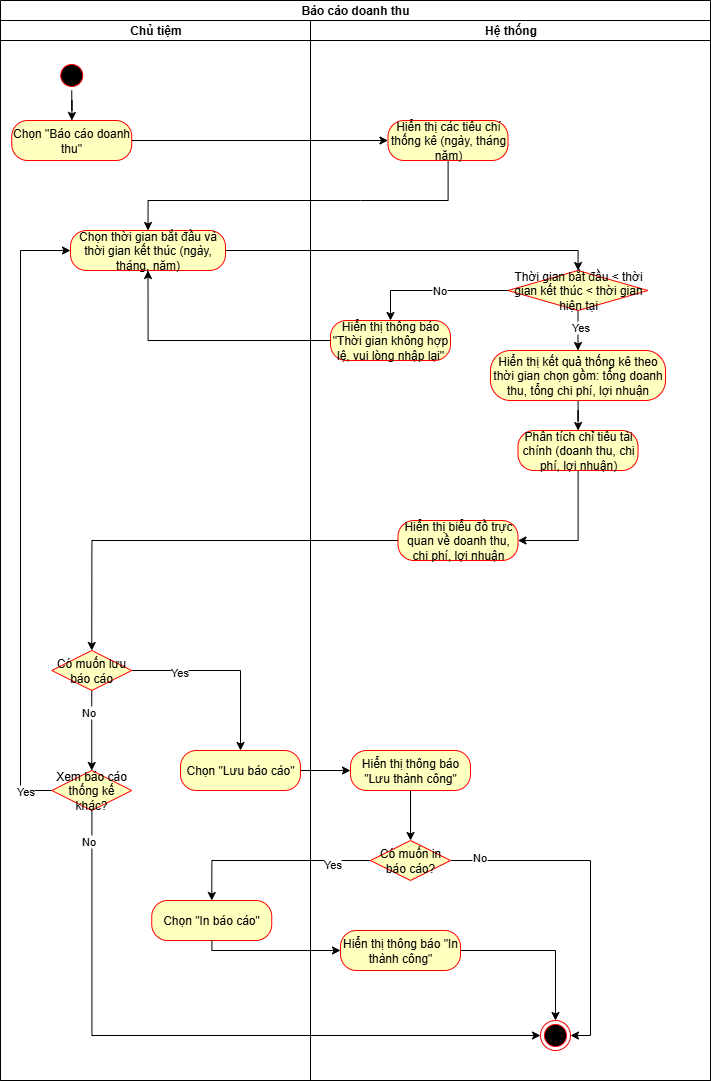 Báo cáo doanh thu
Chủ tiệm
Hệ thống
Chọn "Báo cáo doanh
thu"
Hiển thị các tiêu chí
thống kê (ngày, tháng
năm)
Chọn thời gian bắt đầu và
thời gian kết thúc (ngày,
tháng, năm)
Thời gian bắt đầu < thời
gian kết thúc < thời gian
hiện tại
No
Yes
Hiển thị thông báo
"Thời gian không hợp
lệ, vui lòng nhập lại"
Hiển thị kết quả thống kê theo
thời gian chọn gồm: tổng doanh
thu, tổng chi phí, lợi nhuận
Phân tích chỉ tiêu tài
chính (doanh thu, chi
phí, lợi nhuận)
Hiển thị biểu đồ trực
quan về doanh thu,
chi phí, lợi nhuận
Có muốn lưu
báo cáo
Yes
No
Chọn "Lưu báo cáo"
Hiển thị thông báo
"Lưu thành công"
Xem báo cáo
thống kê
khác?
Yes
No
Có muốn in
báo cáo?
Yes
No
Chọn "In báo cáo"
Hiển thị thông báo "In
thành công"